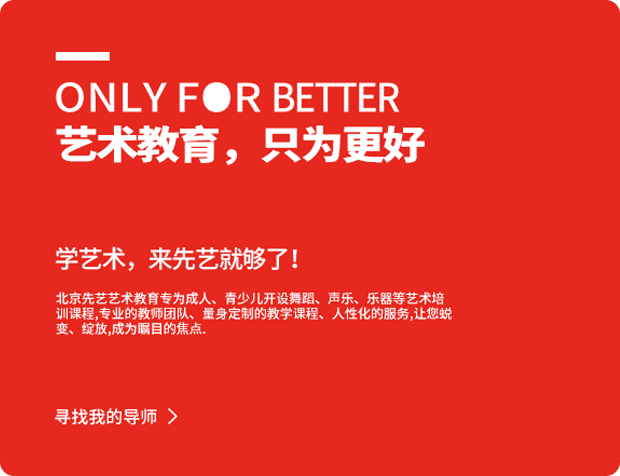 ONLY FOR BETTER
艺术教育，只为更好
学艺术，来先艺就够了！
北京先艺艺术教育专为成人、青少儿开设舞蹈、声乐、乐器等艺术培
训课程,专业的教师团队、量身定制的教学课程、人性化的服务,让您蜕
变、绽放,成为瞩目的焦点.
寻找我的导师 >